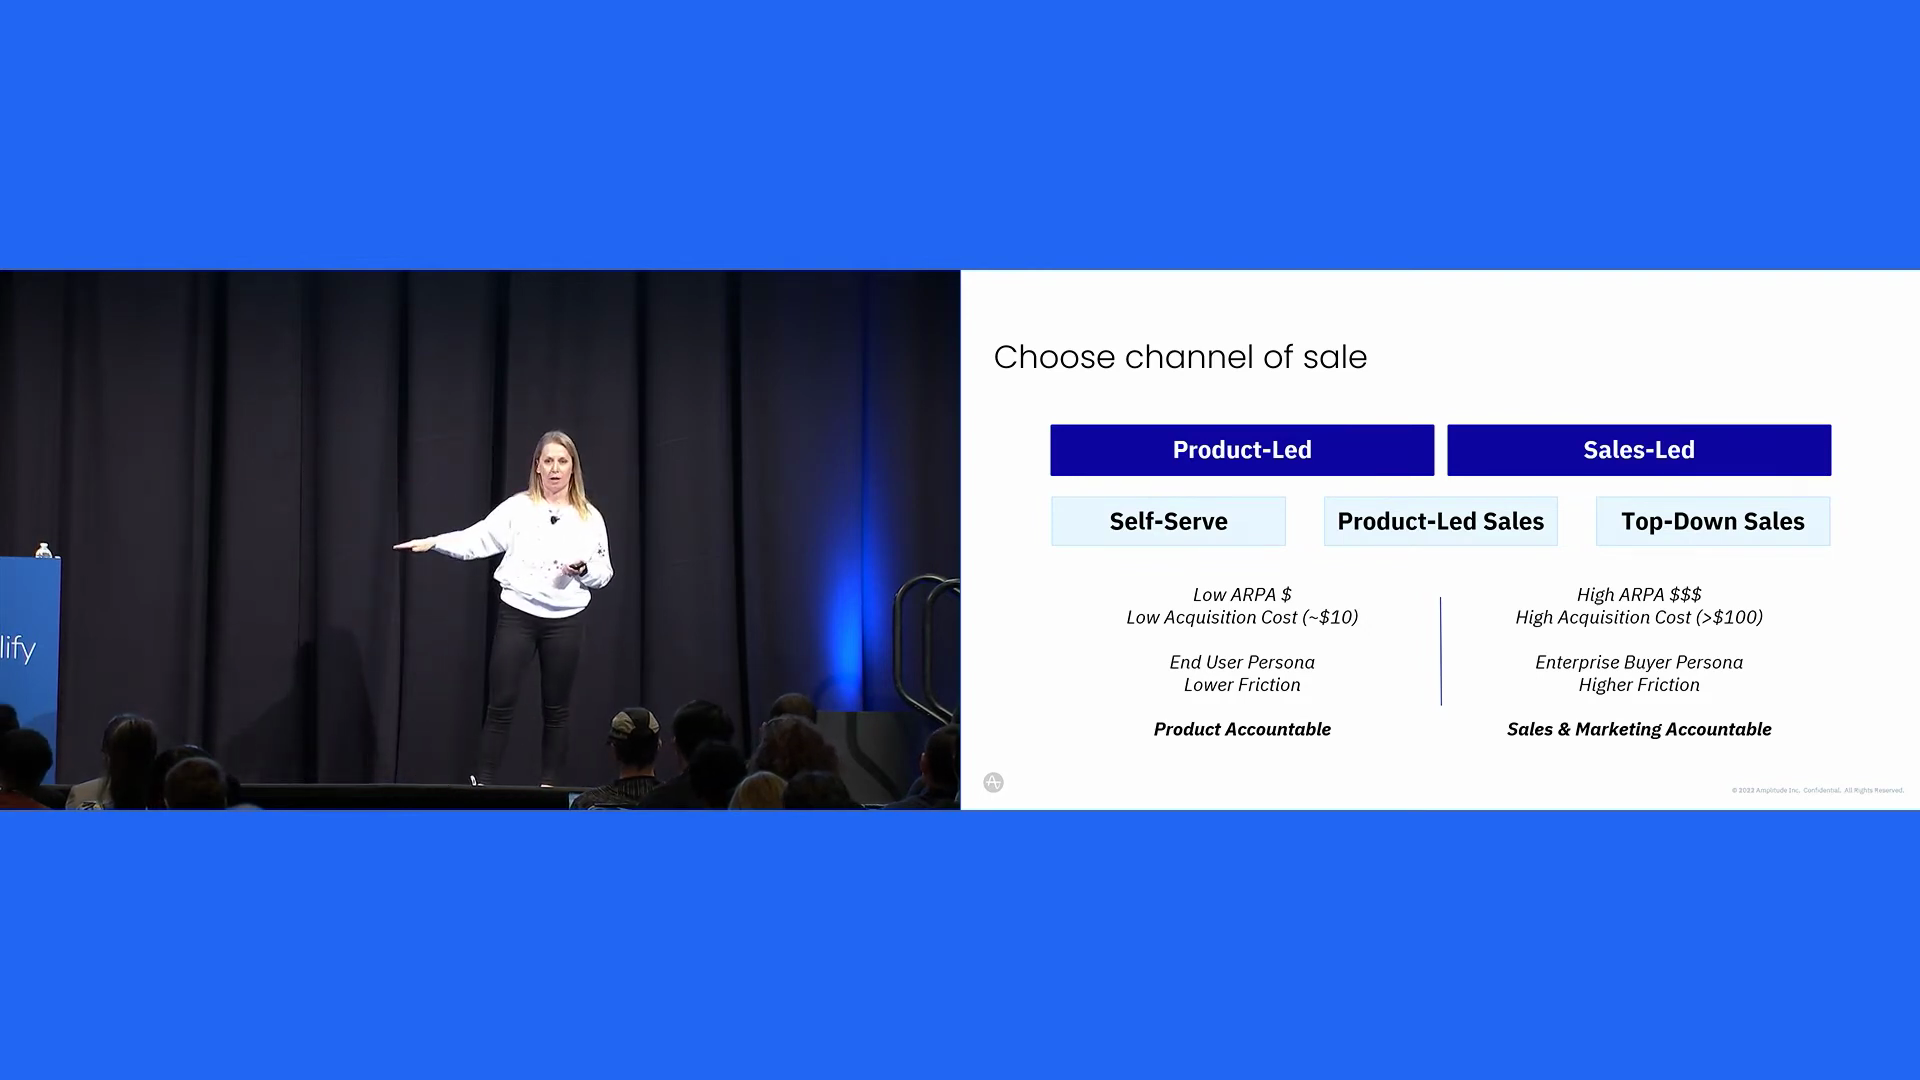 lify
Choose channel of sale
Product-Led
Sales-Led
Self-Serve
Product-Led Sales
Top-Down Sales
Low ARPA $
Low Acquisition Cost (~$10)
End User Persona
Lower Friction
Product Accountable
High ARPA $$$
High Acquisition Cost (>$100)
Enterprise Buyer Persona
Higher Friction
Sales & Marketing Accountable
© 2022 Amplitude Inc. Confidential. All Rights Reserved.